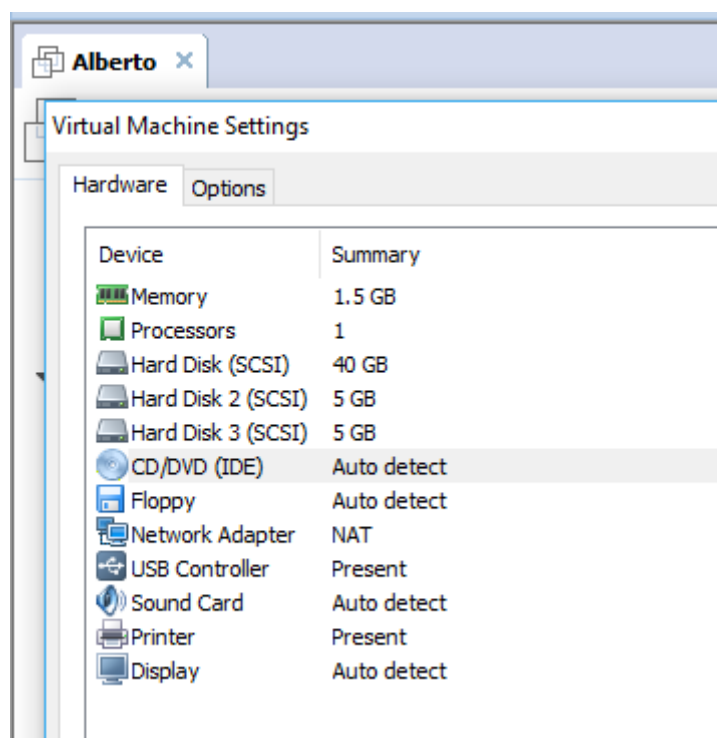 Alberto
Virtual Machine Settings
Hardware Options
Device Summary
Memory 1.5 GB
Processors 1
Hard Disk (SCSI) 40 GB
Hard Disk 2 (SCSI) 5 GB
Hard Disk 3 (SCSI) 5 GB
CD/DVD (IDE) Auto detect
Floppy Auto detect
Network Adapter NAT
USB Controller Present
Sound Card Auto detect
Printer Present
Display Auto detect